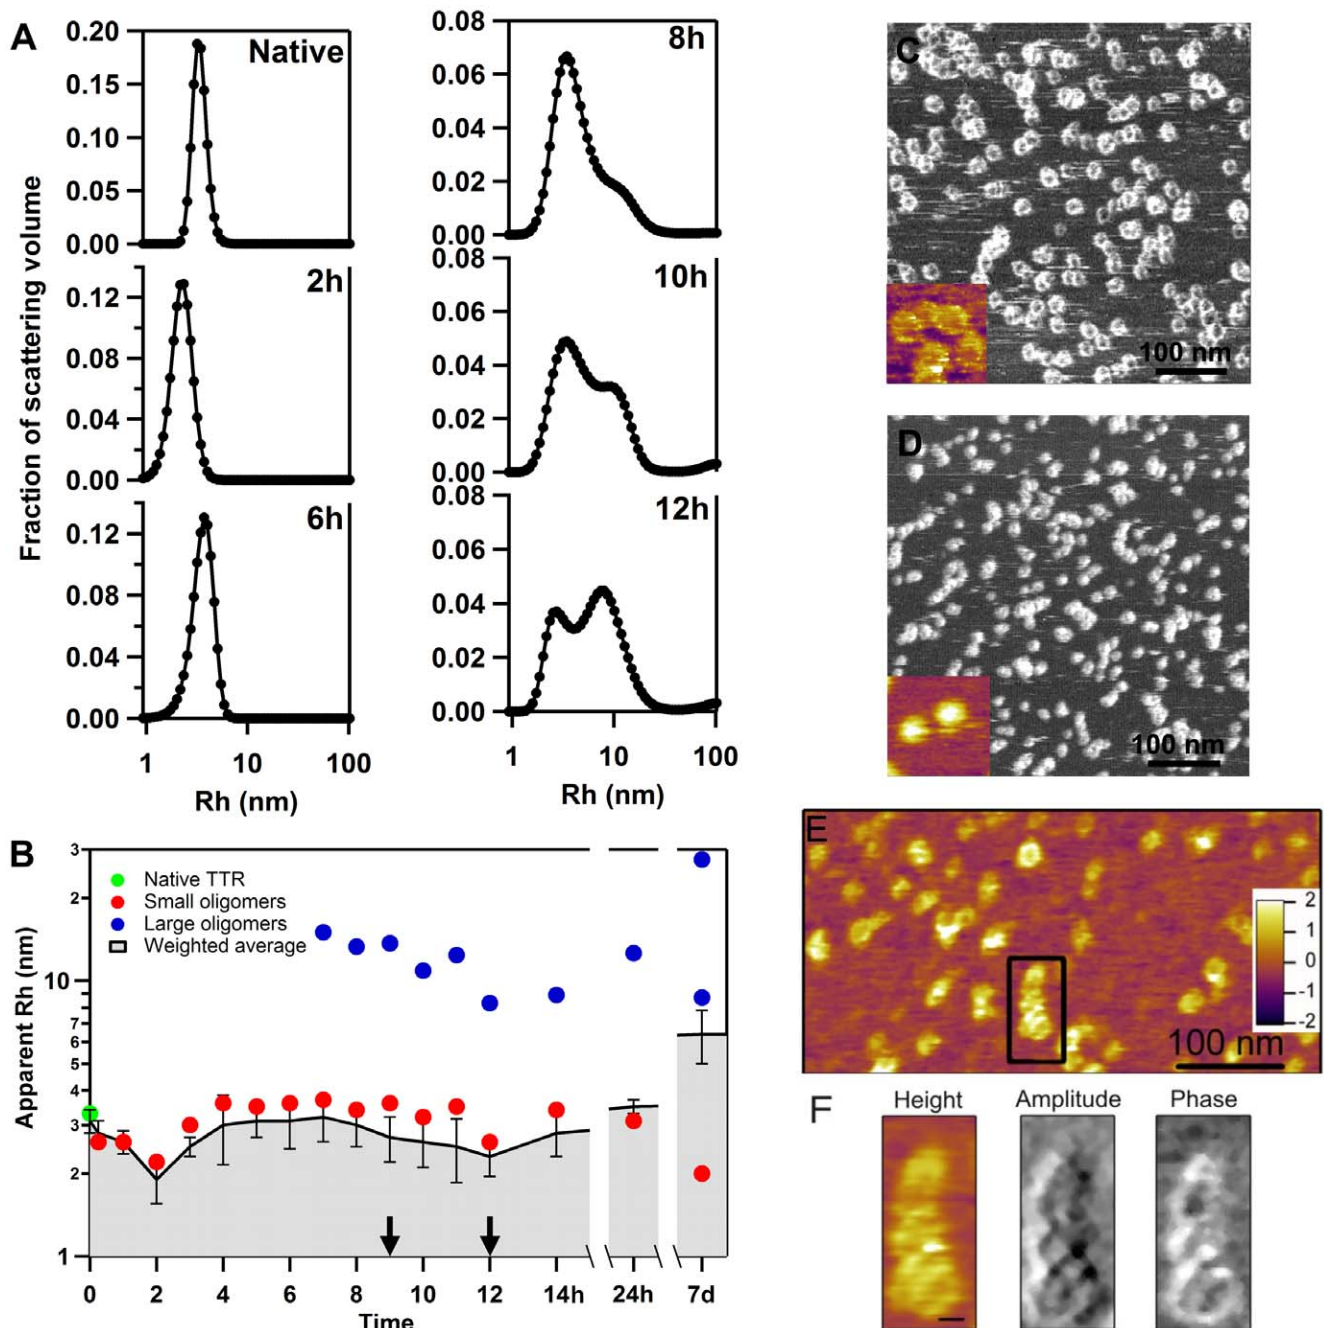 A
Fraction of scattering volume
0.20
0.15
0.10
0.05
0.00
Native
0.12
0.08
0.04
0.00
2h
0.12
0.08
0.04
0.00
6h
1 10 100
Rh (nm)
0.08
0.06
0.04
0.02
0.00
8h
0.08
0.06
0.04
0.02
0.00
10h
0.08
0.06
0.04
0.02
0.00
12h
1 10 100
Rh (nm)
B
Apparent Rh (nm)
3
2
10
7
6
5
4
3
2
1
Native TTR
Small oligomers
Large oligomers
Weighted average
0 2 4 6 8 10 12 14h 24h 7d
Time
C
100 nm
D
100 nm
E
2
1
0
-1
-2
100 nm
F
Height Amplitude Phase